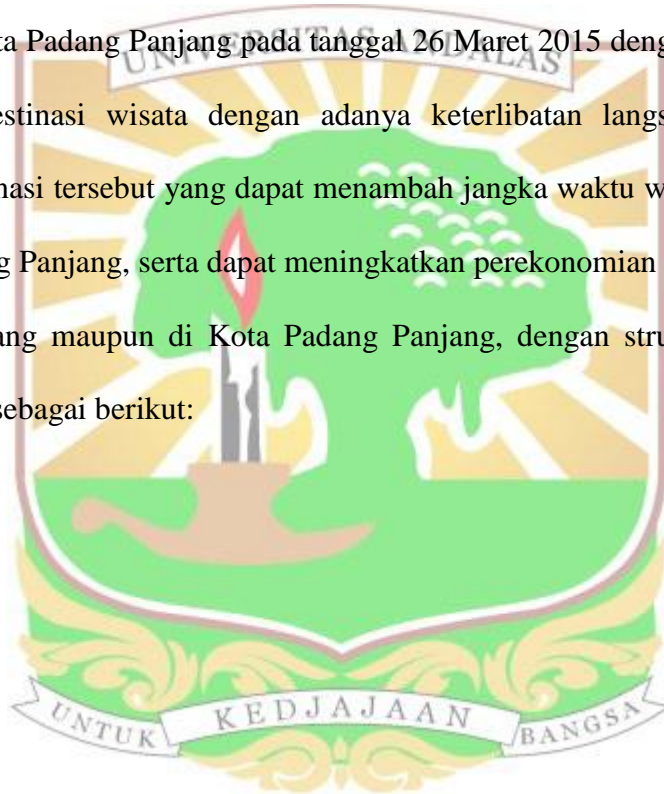 ta Padang Panjang pada tanggal 26 Maret 2015 deng
UNIVERSITAS ANDALAS
estinasi wisata dengan adanya keterlibatan langs
nasi tersebut yang dapat menambah jangka waktu w
g Panjang, serta dapat meningkatkan perekonomian
ang maupun di Kota Padang Panjang, dengan stru
sebagai berikut:
UNTUK KEDJAJAAN BANGSA